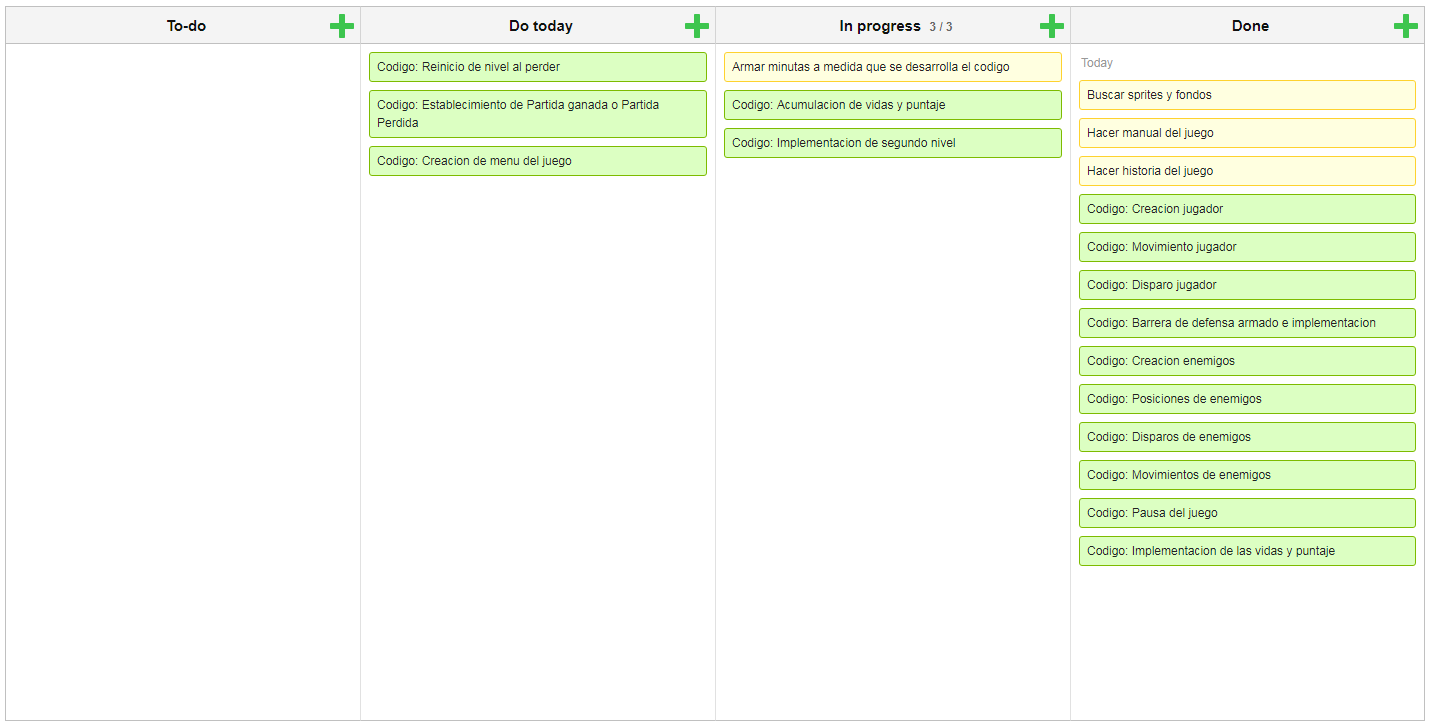 To-do
Do today
In progress 3 / 3
Done
Codigo: Reinicio de nivel al perder
Codigo: Establecimiento de Partida ganada o Partida
Perdida
Codigo: Creacion de menu del juego
Armar minutas a medida que se desarrolla el codigo
Codigo: Acumulacion de vidas y puntaje
Codigo: Implementacion de segundo nivel
Today
Buscar sprites y fondos
Hacer manual del juego
Hacer historia del juego
Codigo: Creacion jugador
Codigo: Movimiento jugador
Codigo: Disparo jugador
Codigo: Barrera de defensa armado e implementacion
Codigo: Creacion enemigos
Codigo: Posiciones de enemigos
Codigo: Disparos de enemigos
Codigo: Movimientos de enemigos
Codigo: Pausa del juego
Codigo: Implementacion de las vidas y puntaje